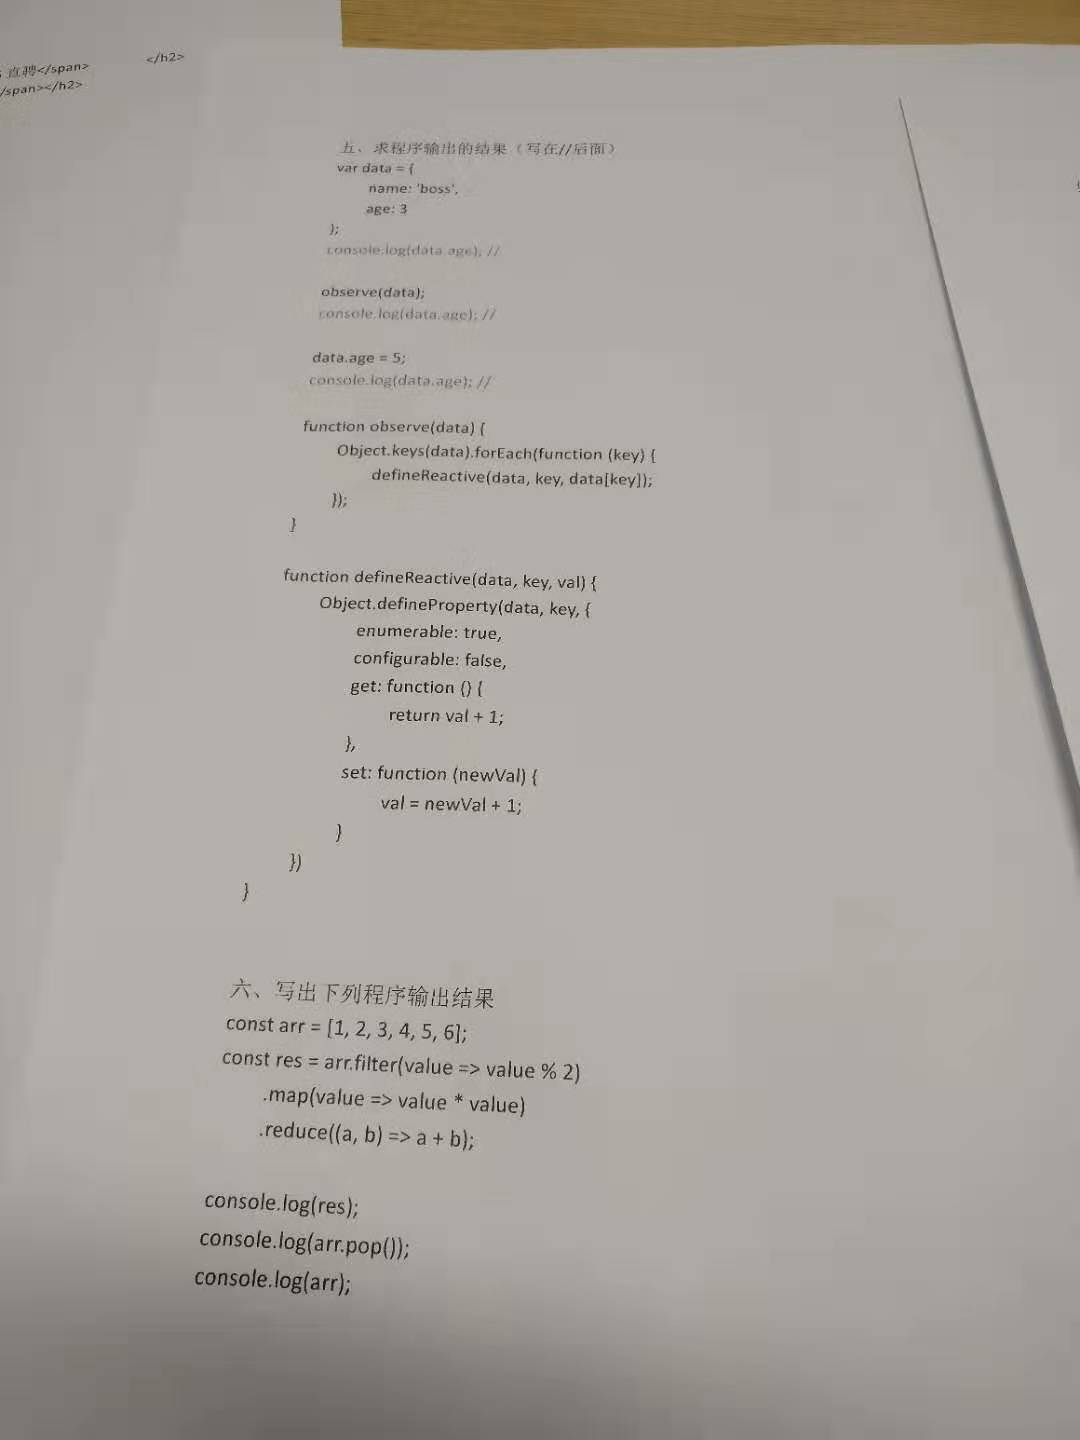 直聘</span>
</h2>
/span></h2>
五、求程序输出的结果（写在//后面）
var data = {
name: 'boss',
age: 3
};
console.log(data.age); //
observe(data);
console.log(data.age); //
data.age = 5;
console.log(data.age); //
function observe(data) {
Object.keys(data).forEach(function (key) {
defineReactive(data, key, data[key]);
});
}
function defineReactive(data, key, val) {
Object.defineProperty(data, key, {
enumerable: true,
configurable: false,
get: function () {
return val + 1;
},
set: function (newVal) {
val = newVal + 1;
}
})
}
六、写出下列程序输出结果
const arr = [1, 2, 3, 4, 5, 6];
const res = arr.filter(value => value % 2)
.map(value => value * value)
.reduce((a, b) => a + b);
console.log(res);
console.log(arr.pop());
console.log(arr);